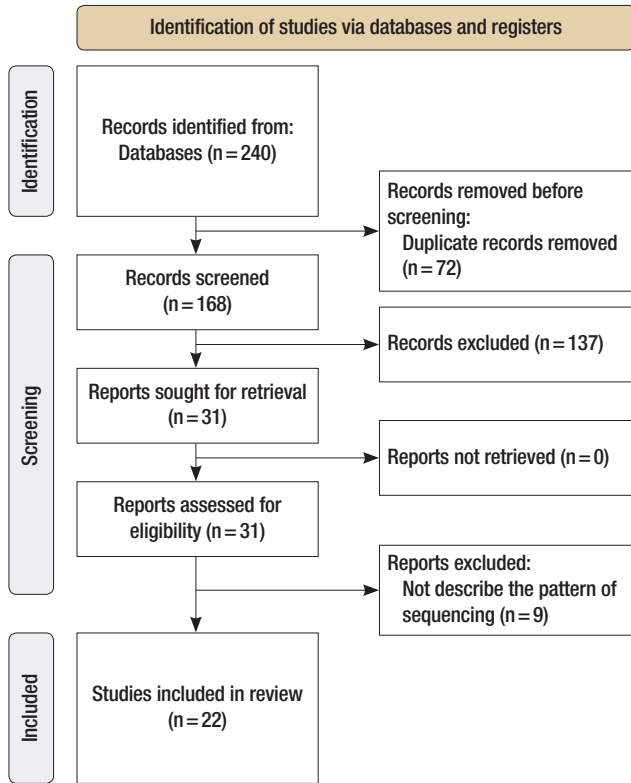 Identification of studies via databases and registers
Identification
Records identified from:
Databases (n = 240)
Records removed before
screening:
Duplicate records removed
(n = 72)
Screening
Records screened
(n = 168)
Records excluded (n = 137)
Reports sought for retrieval
(n = 31)
Reports not retrieved (n = 0)
Reports assessed for
eligibility (n = 31)
Reports excluded:
Not describe the pattern of
sequencing (n = 9)
Included
Studies included in review
(n = 22)